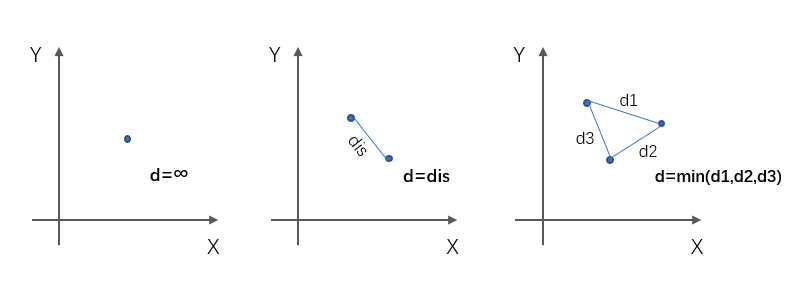 Y
d=∞
X
Y
dis
d=dis
X
Y
d1
d3
d2
d=min(d1,d2,d3)
X